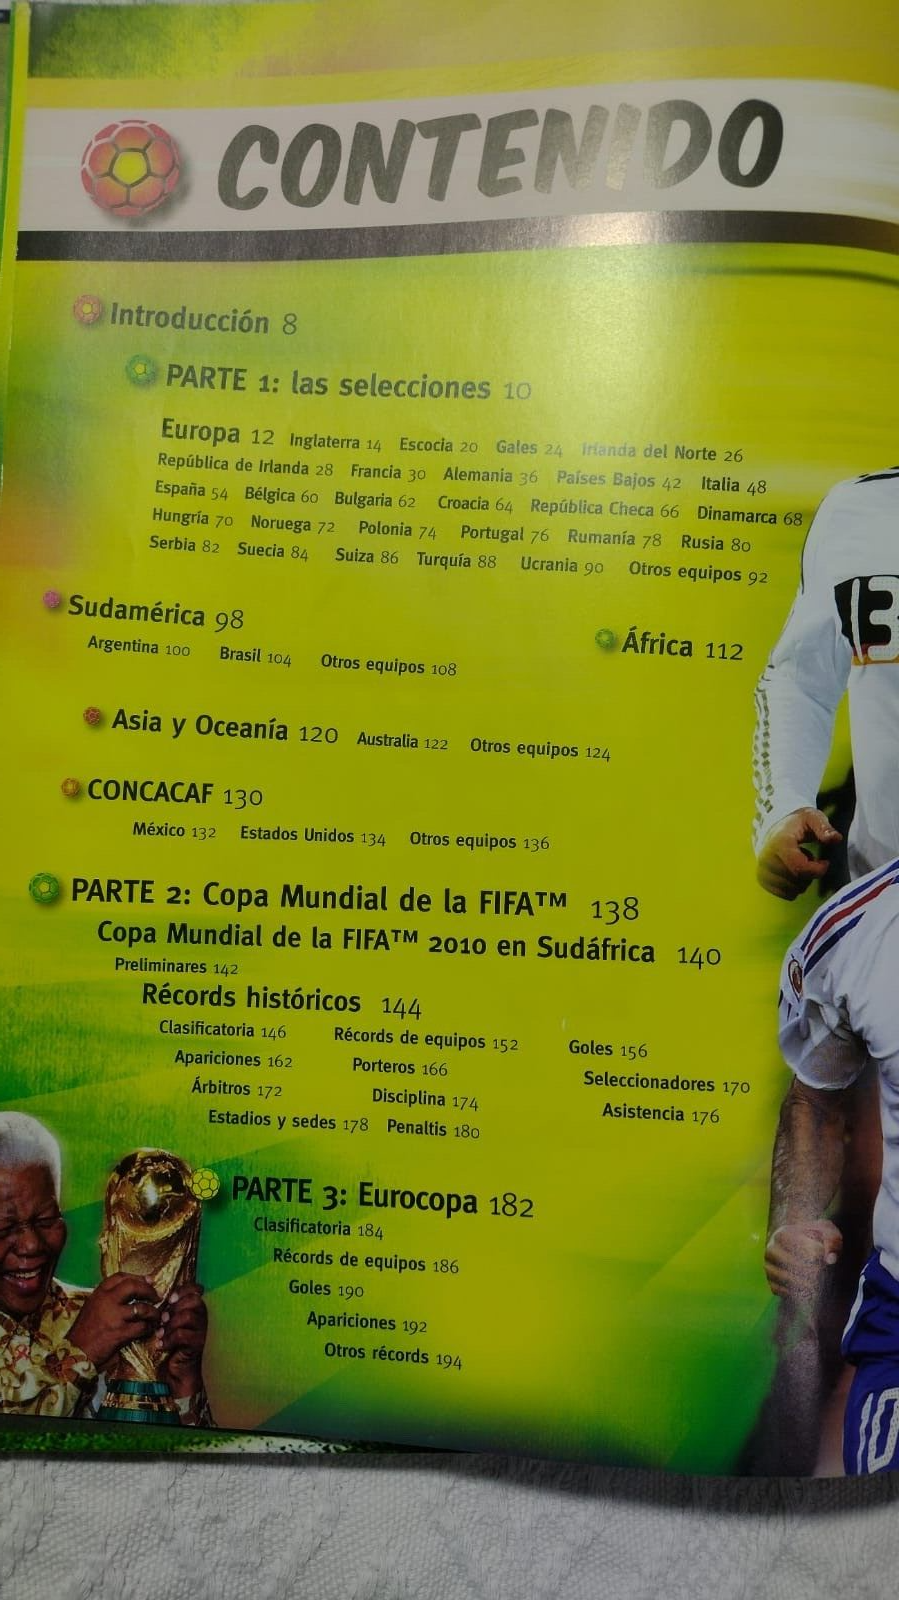 CONTENIDO
Introducción 8
PARTE 1: las selecciones 10
Europa 12 Inglaterra 14 Escocia 20 Gales 24 Irlanda del Norte 26
República de Irlanda 28 Francia 30 Alemania 36 Países Bajos 42 Italia 48
España 54 Bélgica 60 Bulgaria 62 Croacia 64 República Checa 66 Dinamarca 68
Hungría 70 Noruega 72 Polonia 74 Portugal 76 Rumanía 78 Rusia 80
Serbia 82 Suecia 84 Suiza 86 Turquía 88 Ucrania 90 Otros equipos 92
Sudamérica 98
Argentina 100 Brasil 104 Otros equipos 108
África 112
Asia y Oceanía 120 Australia 122 Otros equipos 124
CONCACAF 130
México 132 Estados Unidos 134 Otros equipos 136
PARTE 2: Copa Mundial de la FIFA™ 138
Copa Mundial de la FIFA™ 2010 en Sudáfrica 140
Preliminares 142
Récords históricos 144
Clasificatoria 146 Récords de equipos 152 Goles 156
Apariciones 162 Porteros 166 Seleccionadores 170
Árbitros 172 Disciplina 174 Asistencia 176
Estadios y sedes 178 Penaltis 180
PARTE 3: Eurocopa 182
Clasificatoria 184
Récords de equipos 186
Goles 190
Apariciones 192
Otros récords 194
13
10